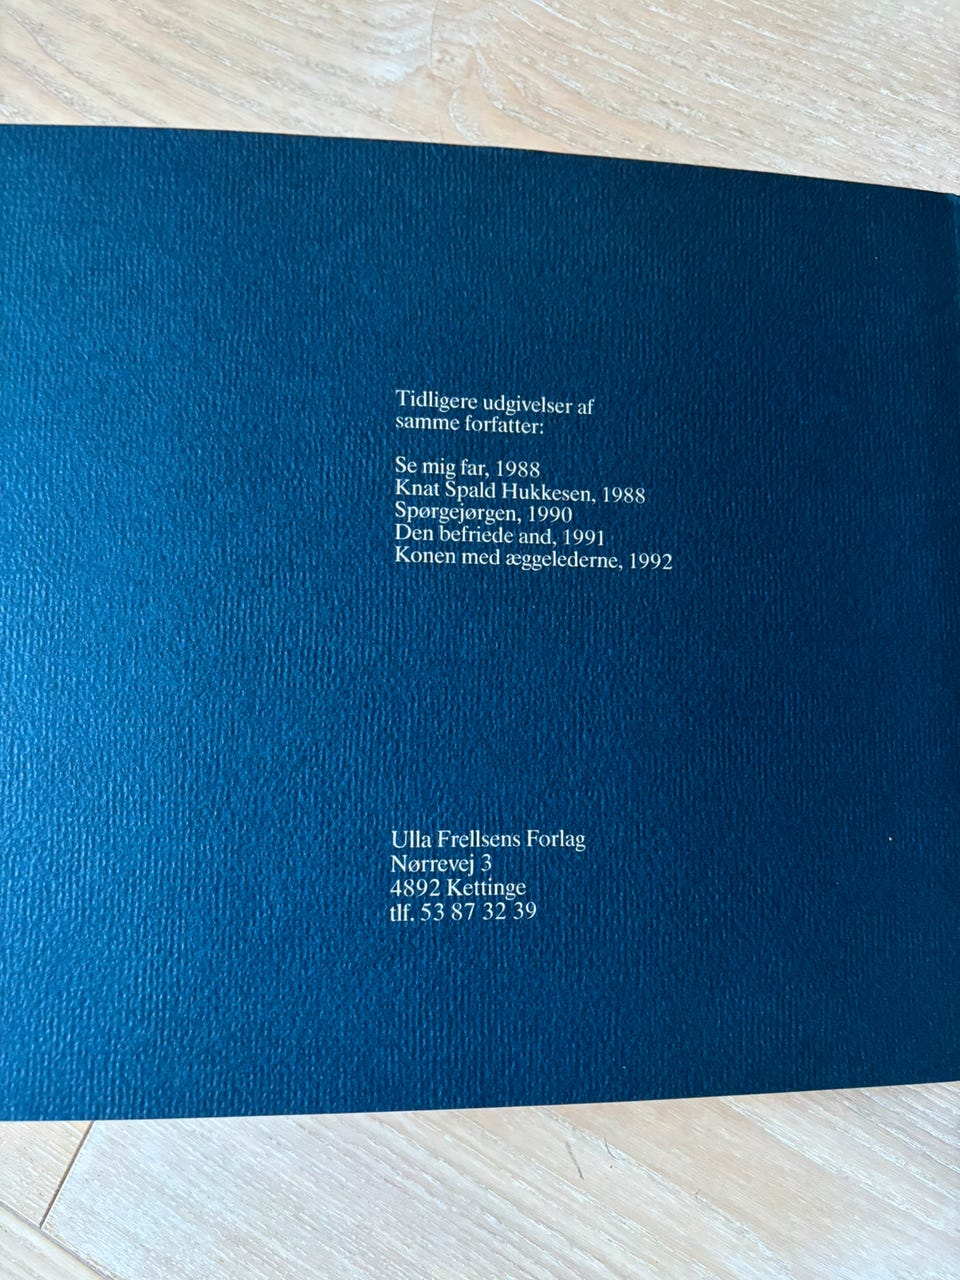 Tidligere udgivelser af
samme forfatter:
Se mig far, 1988
Knat Spald Hukkesen, 1988
Spørgejørgen, 1990
Den befriede and, 1991
Konen med æggelederne, 1992
Ulla Frellsens Forlag
Nørrevej 3
4892 Kettinge
tlf. 53 87 32 39